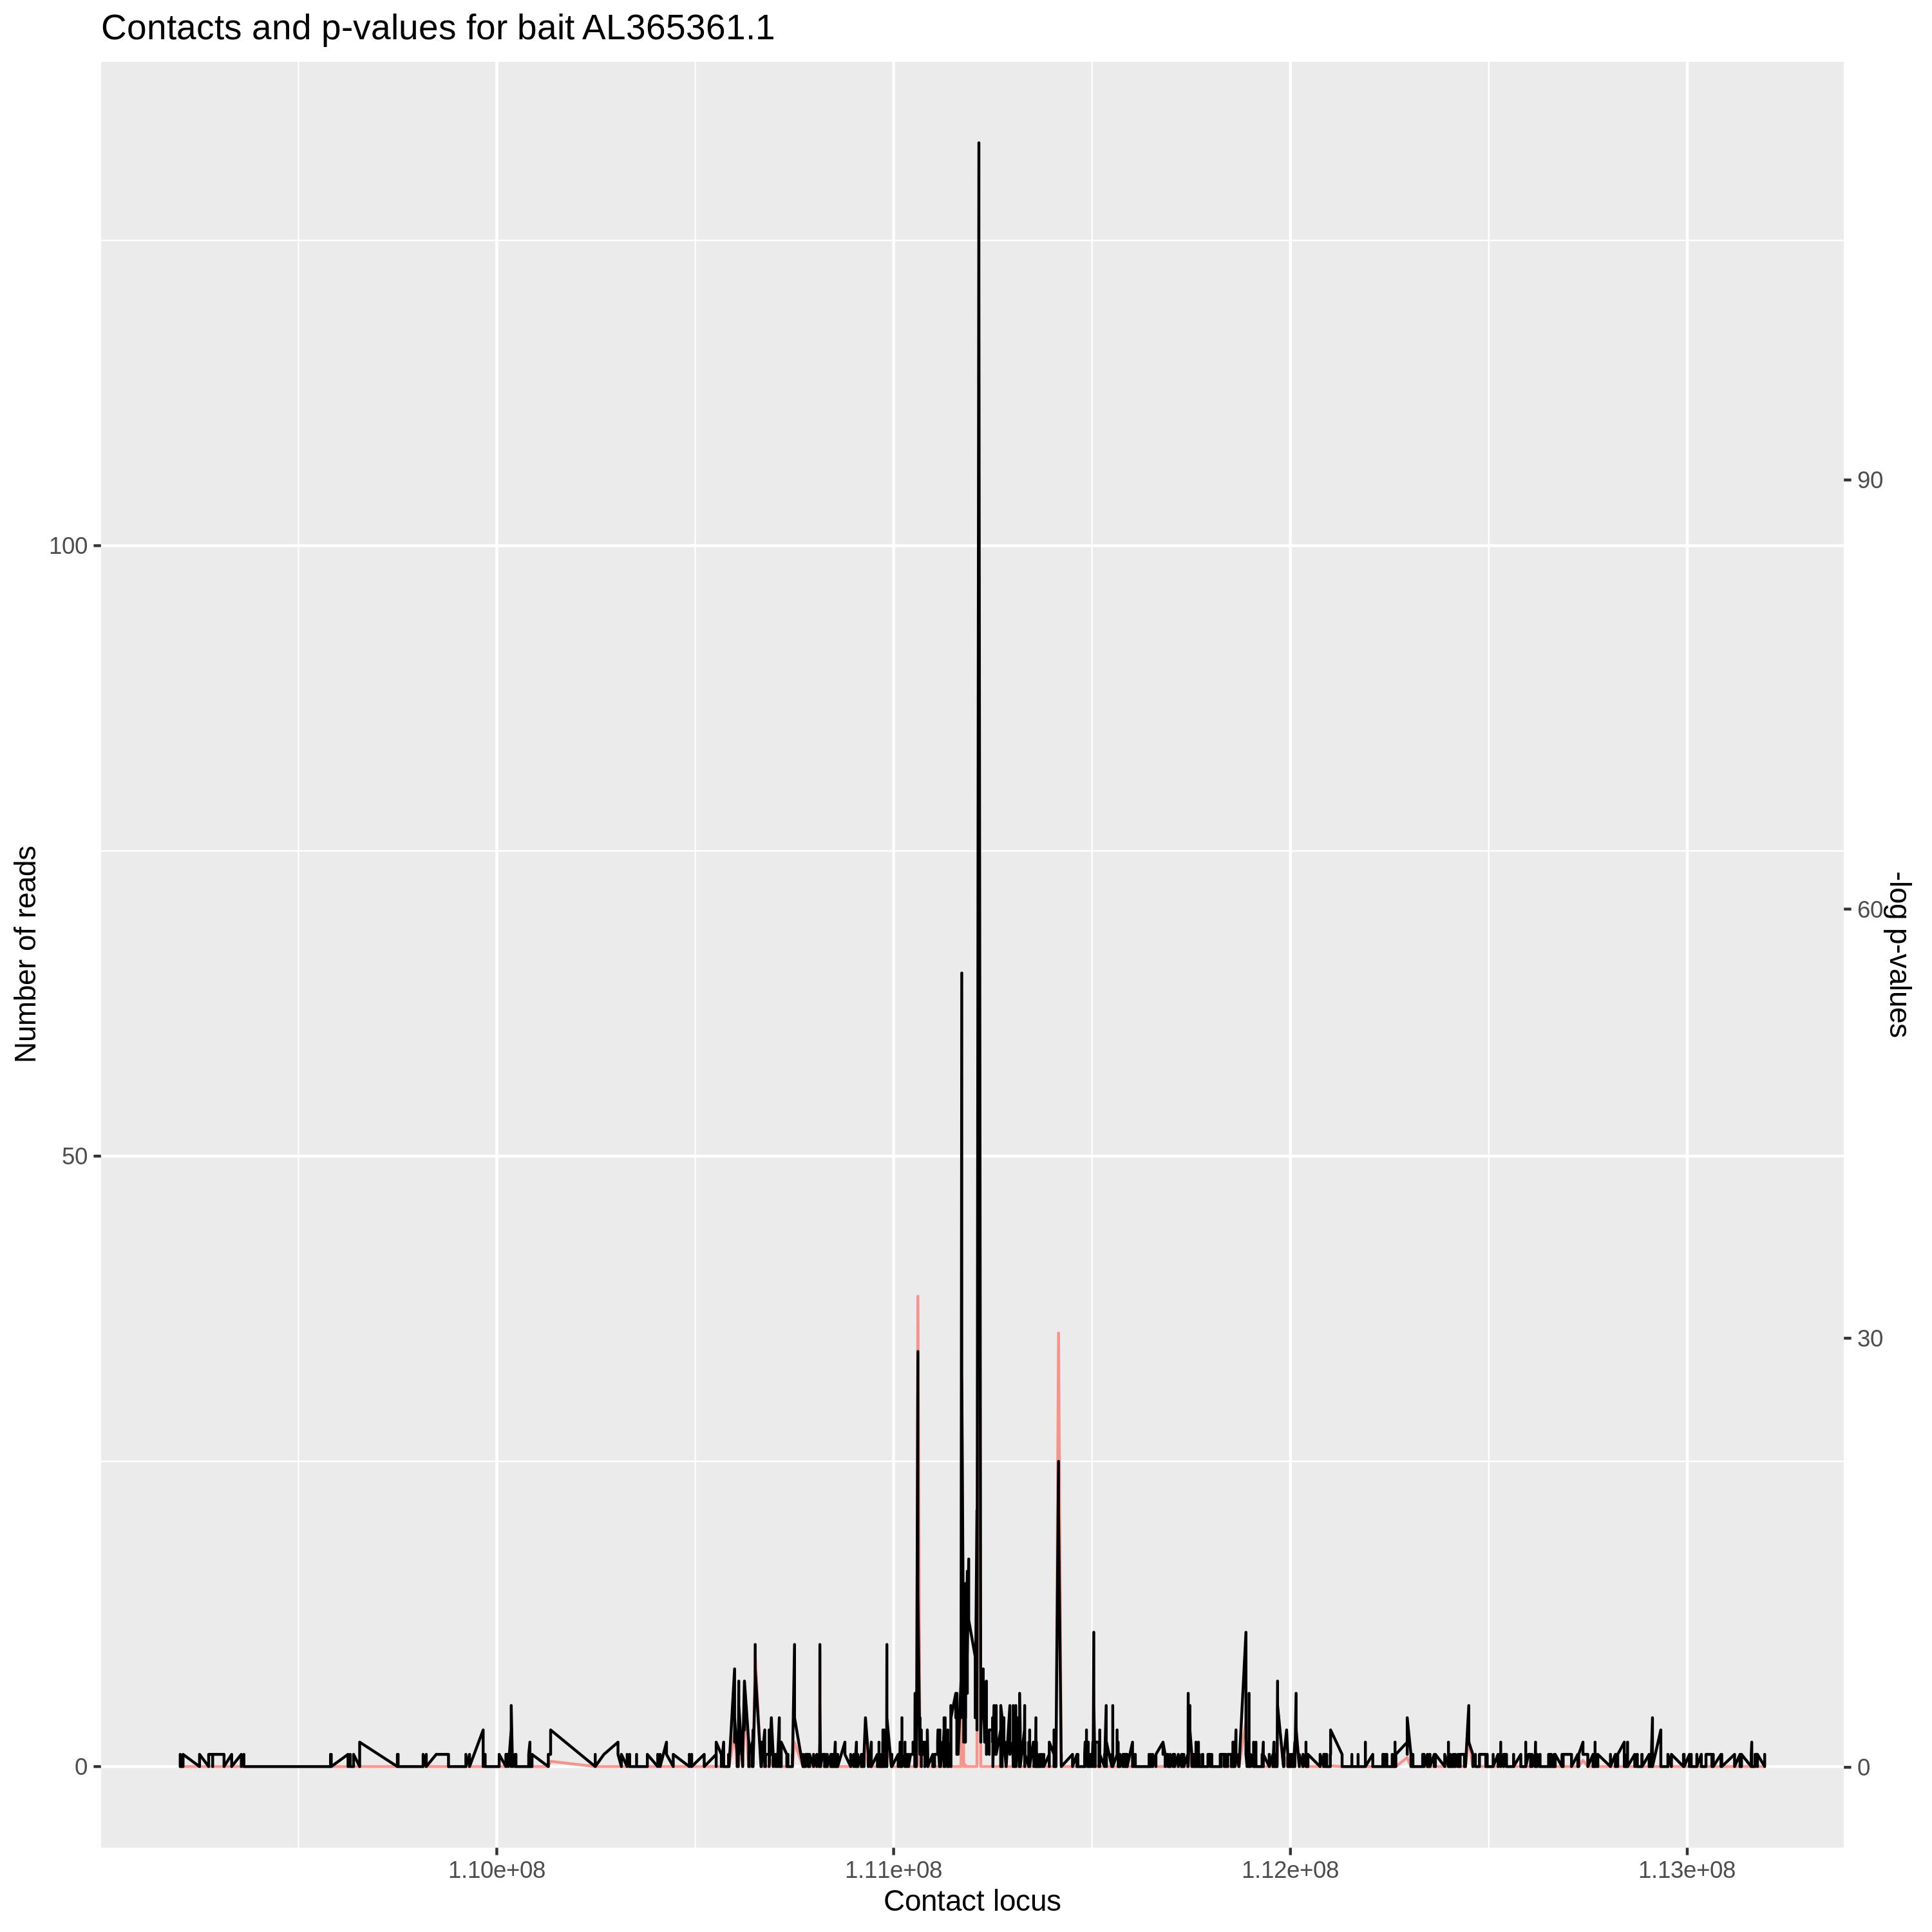 Contacts and p-values for bait AL365361.1
Number of reads
100
50
0
90
60
30
0
-log p-values
1.10e+08 1.11e+08 1.12e+08 1.13e+08
Contact locus